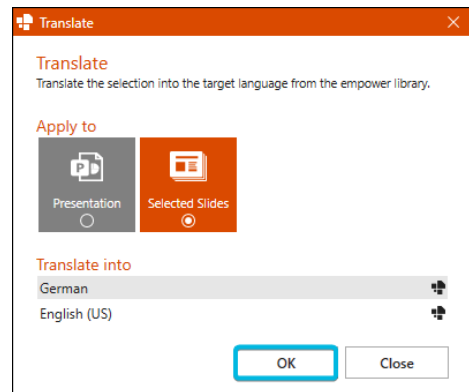 Translate
Translate
Translate the selection into the target language from the empower library.
Apply to
Presentation
Selected Slides
Translate into
German
English (US)
OK
Close